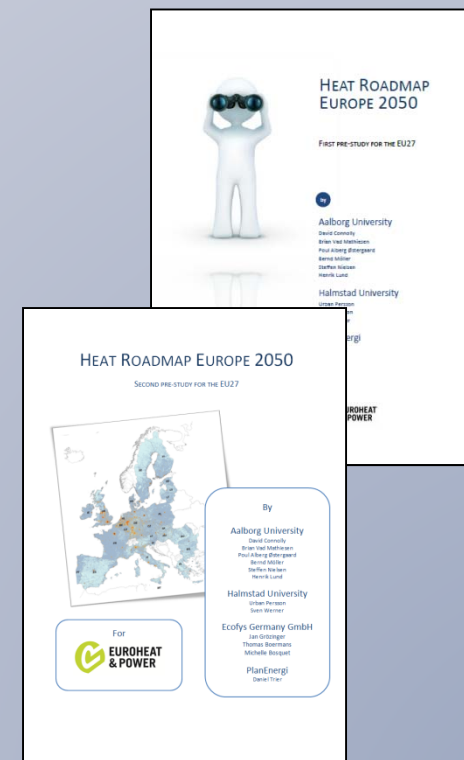 HEAT ROADMAP
EUROPE 2050
FIRST PRE-STUDY FOR THE EU27
by
Aalborg University
David Connolly
Brian Vad Mathiesen
Poul Alberg Østergaard
Bernd Möller
Steffen Nielsen
Henrik Lund
Halmstad University
Urban Persson
ergi
UROHEAT
POWER
HEAT ROADMAP EUROPE 2050
SECOND PRE-STUDY FOR THE EU27
By
Aalborg University
David Connolly
Brian Vad Mathiesen
Poul Alberg Østergaard
Bernd Möller
Steffen Nielsen
Henrik Lund
Halmstad University
Urban Persson
Sven Werner
Ecofys Germany GmbH
Jan Grözinger
Thomas Boermans
Michelle Bosquet
PlanEnergi
Daniel Trier
For
EUROHEAT
& POWER